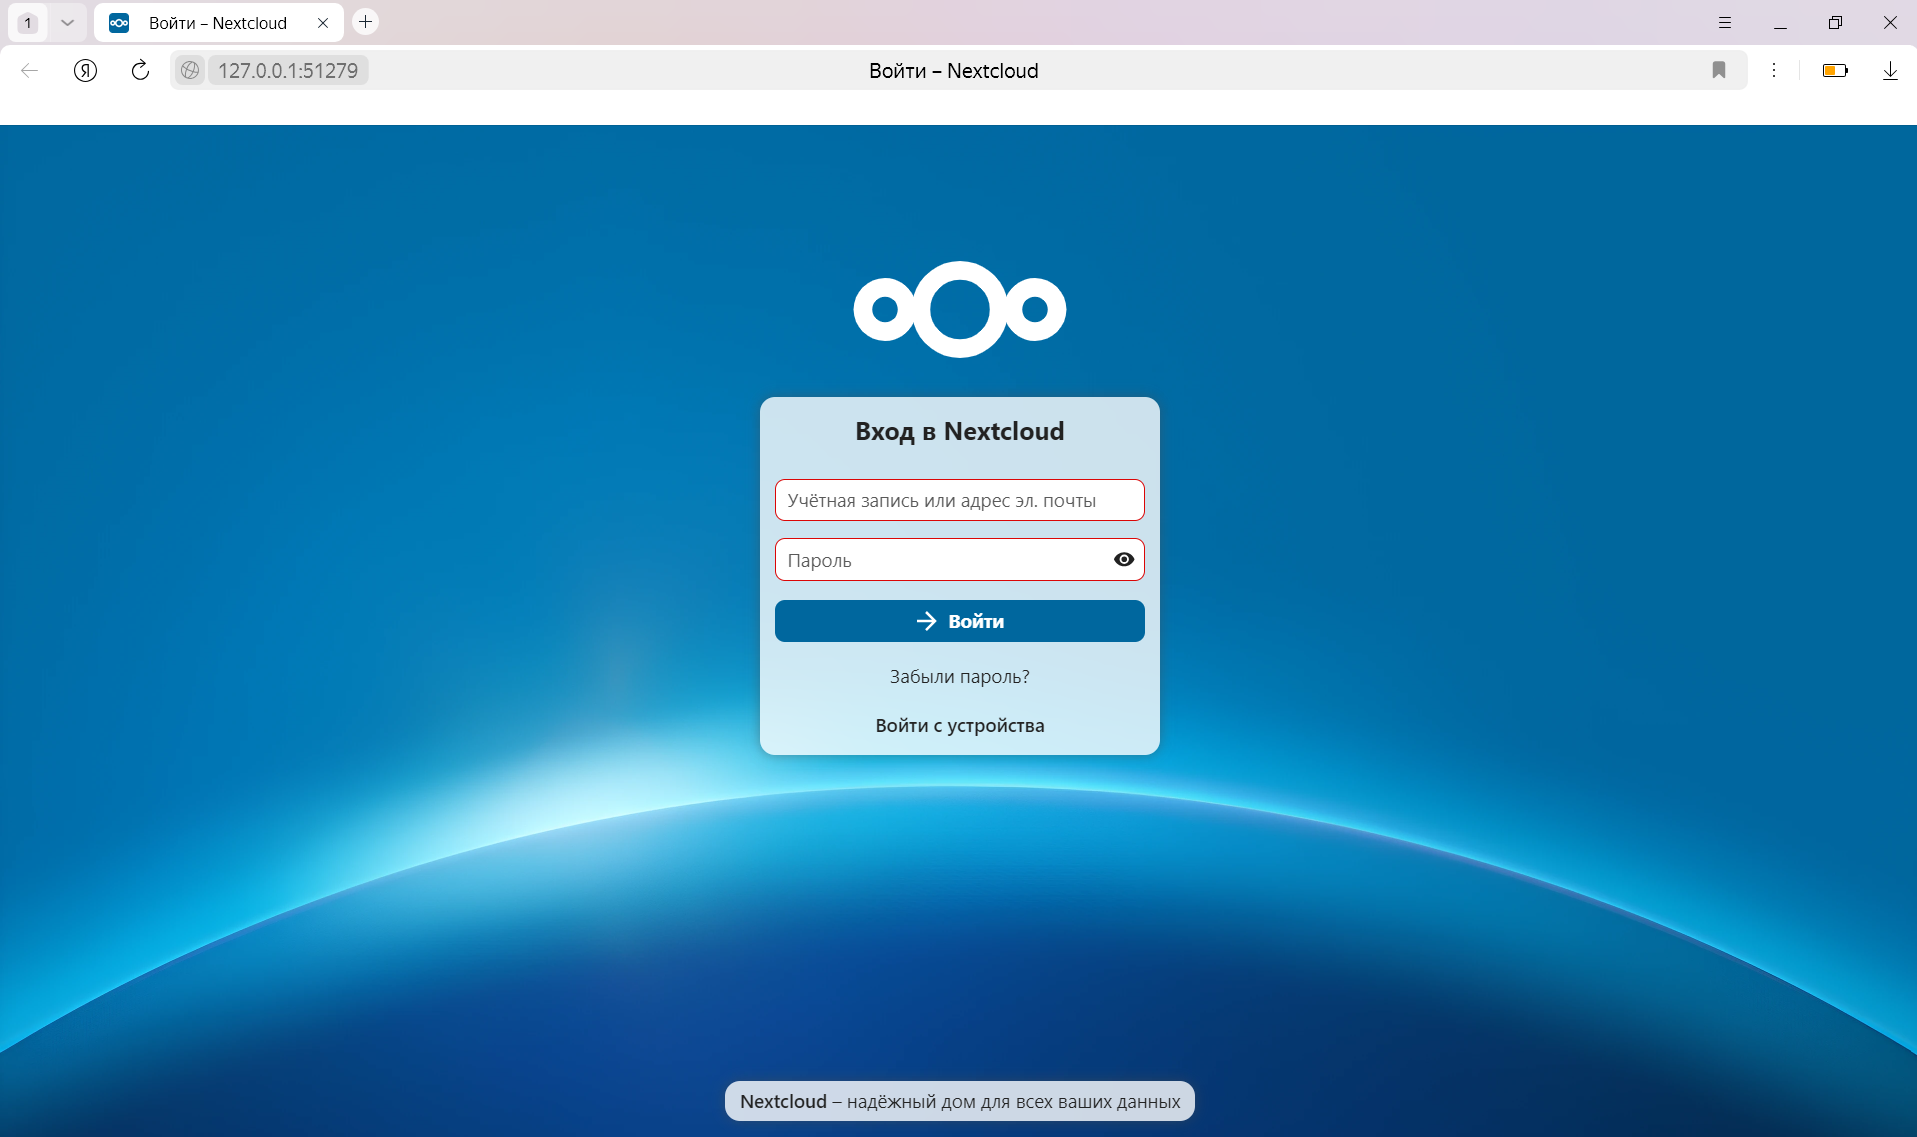 1
Войти – Nextcloud
127.0.0.1:51279
Войти – Nextcloud
Вход в Nextcloud
Учётная запись или адрес эл. почты
Пароль
Войти
Забыли пароль?
Войти с устройства
Nextcloud – надёжный дом для всех ваших данных